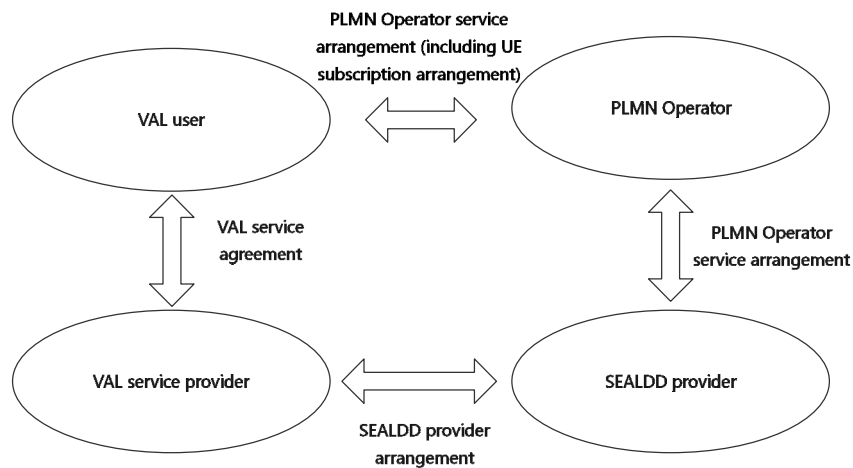 PLMN Operator service
arrangement (including UE
subscription arrangement)
VAL user
PLMN Operator
VAL service
agreement
PLMN Operator
service arrangement
VAL service provider
SEALDD provider
SEALDD provider
arrangement